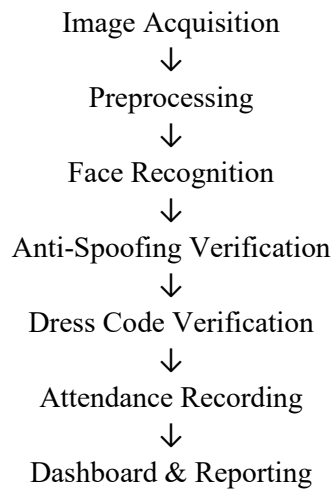 Image Acquisition
↓
Preprocessing
↓
Face Recognition
↓
Anti-Spoofing Verification
↓
Dress Code Verification
↓
Attendance Recording
↓
Dashboard & Reporting